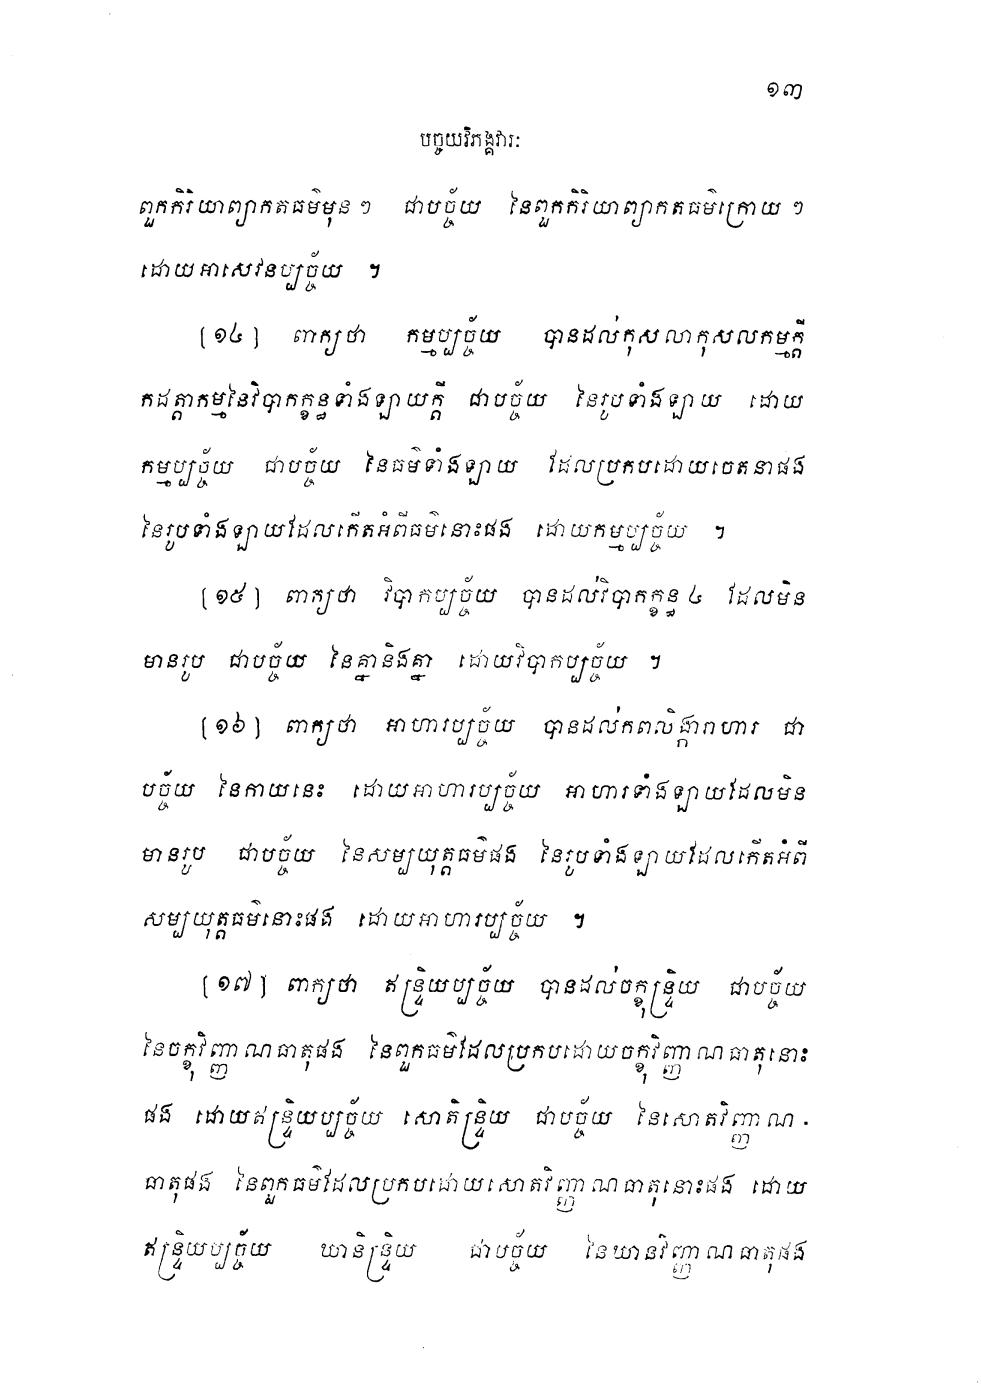 ១៣
បច្ចយវិភង្គវារៈ
ពួកកិរិយាព្យាកតធម៌មុន ៗ ជាបច្ច័យ នៃពួកកិរិយាព្យាកតធម៌ក្រោយ ៗ
ដោយអាសេវនប្បច្ច័យ ។
[១៤] ពាក្យថា កម្មប្បច្ច័យ បានដល់កុសលាកុសលកម្មក្តី
កដត្តាកម្មនៃវិបាកក្ខន្ធទាំងឡាយក្តី ជាបច្ច័យ នៃរូបទាំងឡាយ ដោយ
កម្មប្បច្ច័យ ជាបច្ច័យ នៃធម៌ទាំងឡាយ ដែលប្រកបដោយចេតនាផង
នៃរូបទាំងឡាយដែលកើតអំពីធម៌នោះផង ដោយកម្មប្បច្ច័យ ។
[១៥] ពាក្យថា វិបាកប្បច្ច័យ បានដល់វិបាកក្ខន្ធ ៤ ដែលមិន
មានរូប ជាបច្ច័យ នៃគ្នានិងគ្នា ដោយវិបាកប្បច្ច័យ ។
[១៦] ពាក្យថា អាហារប្បច្ច័យ បានដល់កពលិង្ការាហារ ជា
បច្ច័យ នៃកាយនេះ ដោយអាហារប្បច្ច័យ អាហារទាំងឡាយដែលមិន
មានរូប ជាបច្ច័យ នៃសម្បយុត្តធម៌ផង នៃរូបទាំងឡាយដែលកើតអំពី
សម្បយុត្តធម៌នោះផង ដោយអាហារប្បច្ច័យ ។
[១៧] ពាក្យថា ឥន្ទ្រិយប្បច្ច័យ បានដល់ចក្ខុន្ទ្រិយ ជាបច្ច័យ
នៃចក្ខុវិញ្ញាណធាតុផង នៃពួកធម៌ដែលប្រកបដោយចក្ខុវិញ្ញាណធាតុនោះ
ផង ដោយឥន្ទ្រិយប្បច្ច័យ សោតិន្ទ្រិយ ជាបច្ច័យ នៃសោតវិញ្ញាណ-
ធាតុផង នៃពួកធម៌ដែលប្រកបដោយសោតវិញ្ញាណធាតុនោះផង ដោយ
ឥន្ទ្រិយប្បច្ច័យ ឃានិន្ទ្រិយ ជាបច្ច័យ នៃឃានវិញ្ញាណធាតុផង